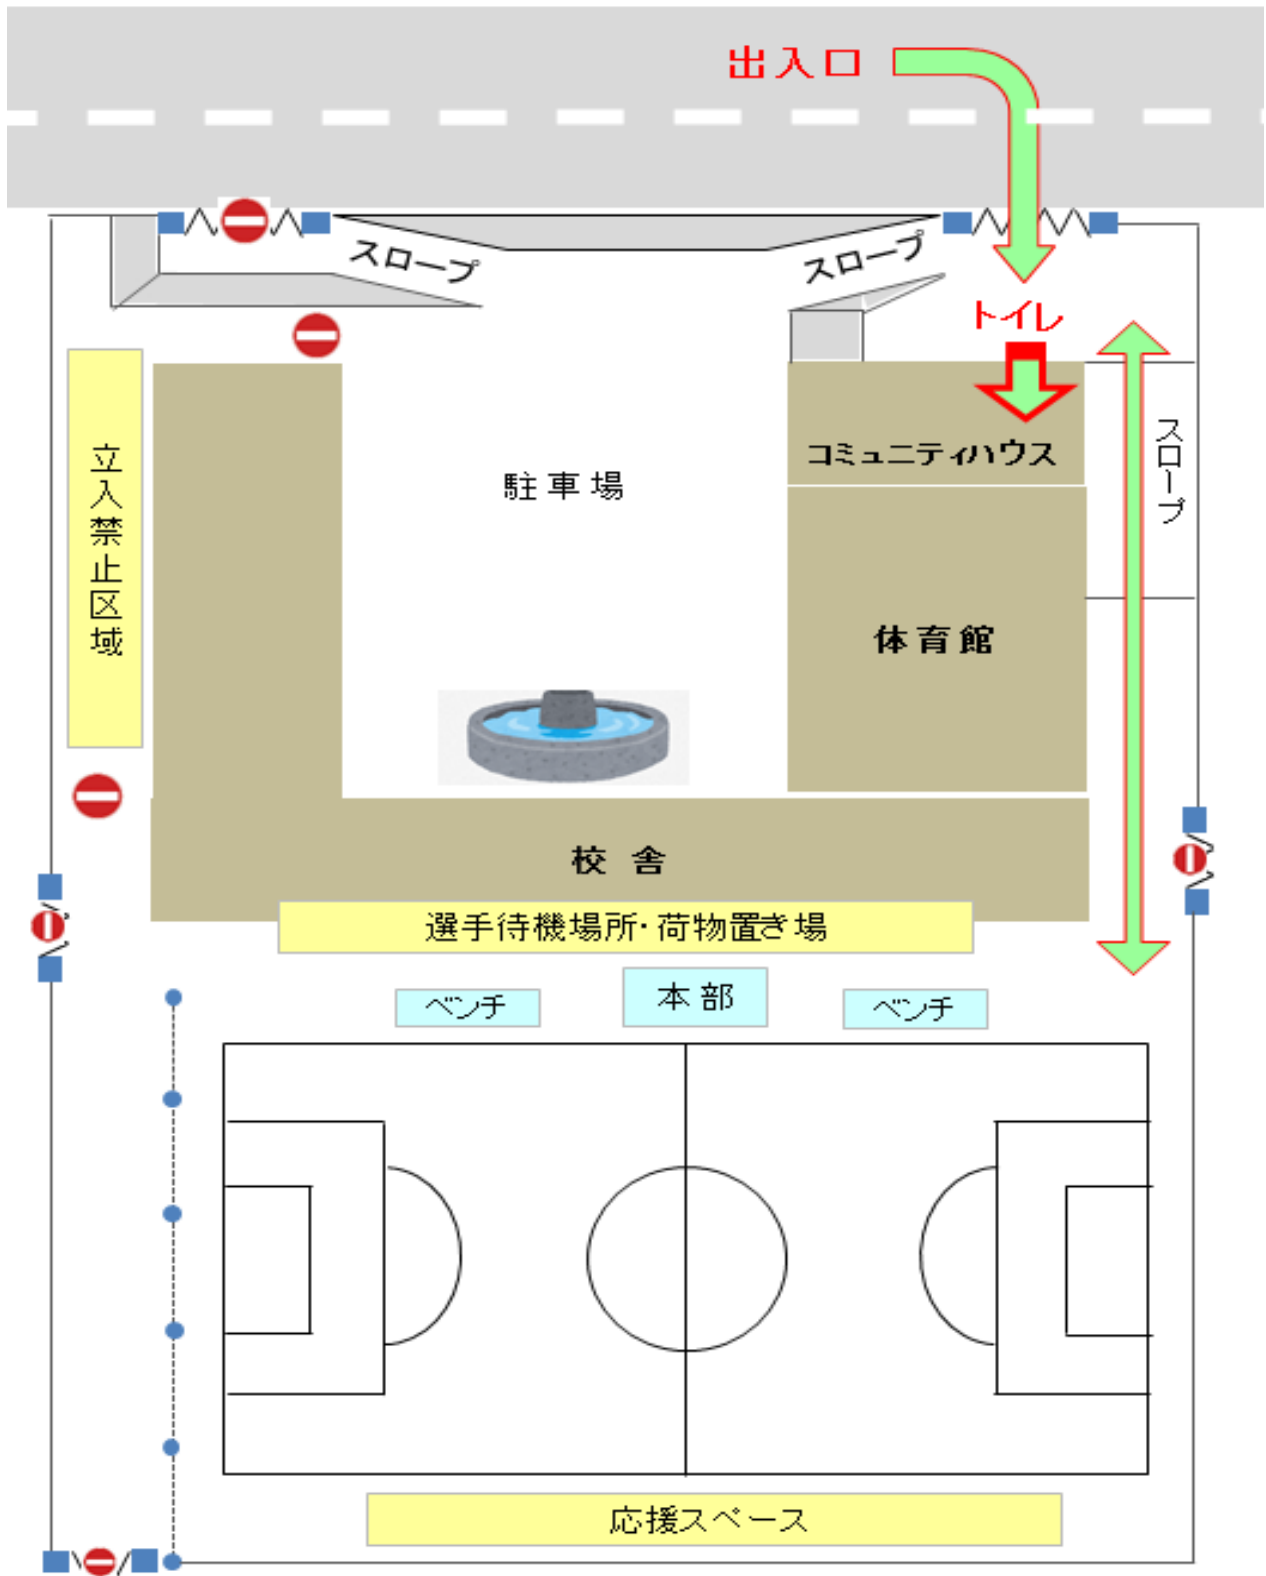 出入口
スロープ
スロープ
トイレ
立入禁止区域
駐車場
コミュニティハウス
スロープ
体育館
校舎
選手待機場所・荷物置き場
ベンチ
本部
ベンチ
応援スペース